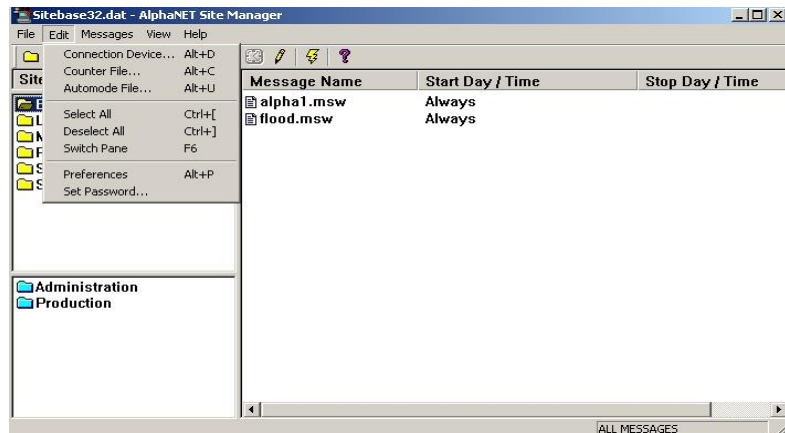 Sitebase32.dat - AlphaNET Site Manager
File Edit Messages View Help
Connection Device... Alt+D
Counter File... Alt+C
Automode File... Alt+U
Select All Ctrl+[
Deselect All Ctrl+]
Switch Pane F6
Preferences Alt+P
Set Password...
Message Name Start Day / Time Stop Day / Time
alpha1.msw Always
flood.msw Always
Administration
Production
ALL MESSAGES